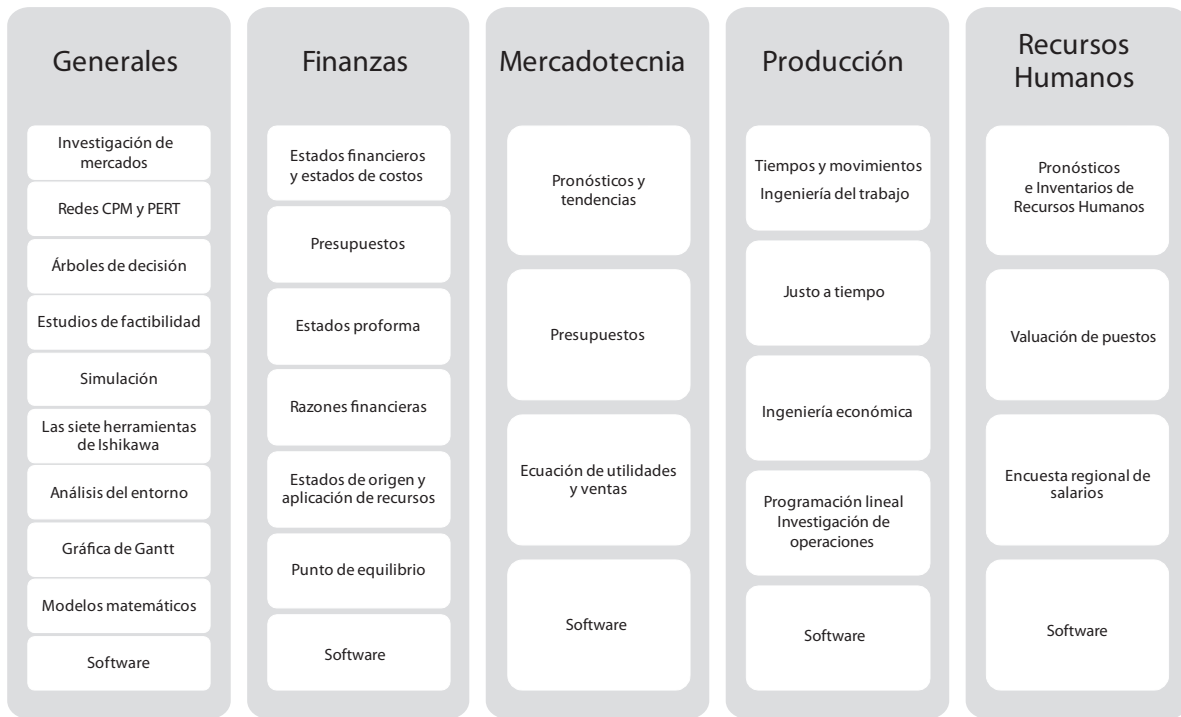 Generales
Investigación de
mercados
Redes CPM y PERT
Árboles de decisión
Estudios de factibilidad
Simulación
Las siete herramientas
de Ishikawa
Análisis del entorno
Gráfica de Gantt
Modelos matemáticos
Software
Finanzas
Estados financieros
y estados de costos
Presupuestos
Estados proforma
Razones financieras
Estados de origen y
aplicación de recursos
Punto de equilibrio
Software
Mercadotecnia
Pronósticos y
tendencias
Presupuestos
Ecuación de utilidades
y ventas
Software
Producción
Tiempos y movimientos
Ingeniería del trabajo
Justo a tiempo
Ingeniería económica
Programación lineal
Investigación de
operaciones
Software
Recursos
Humanos
Pronósticos
e Inventarios de
Recursos Humanos
Valuación de puestos
Encuesta regional de
salarios
Software